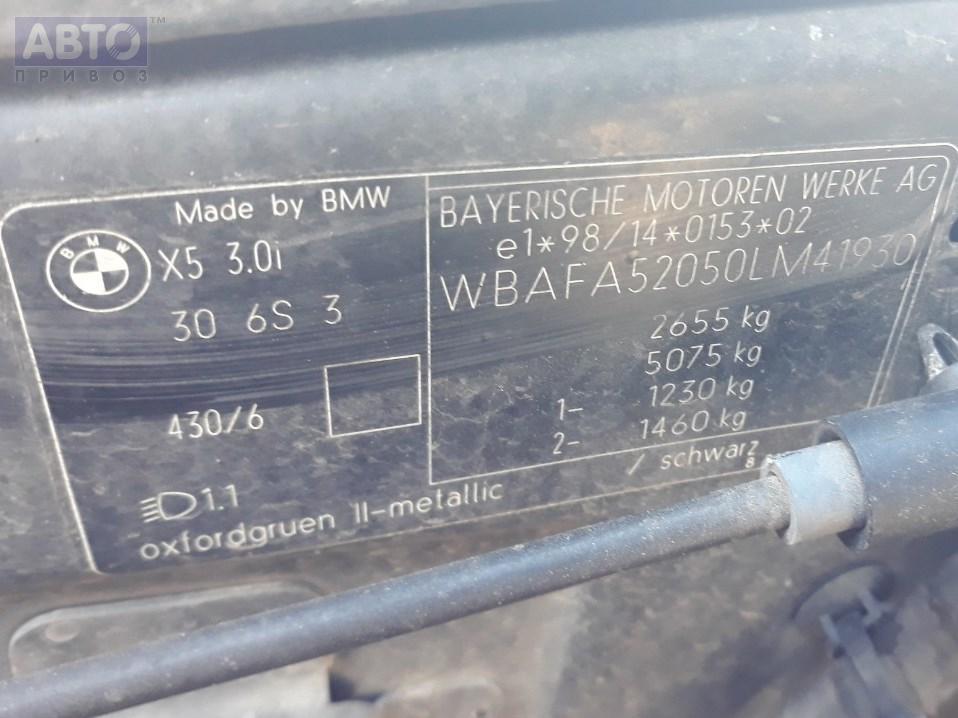 АВТО™
ПРИВОЗ
Made by BMW
BMW
X5 3.0i
30 6S 3
430/6
1.1
oxfordgruen II-metallic
BAYERISCHE MOTOREN WERKE AG
e1*98/14*0153*02
WBAFA52050LM41930
2655 kg
5075 kg
1- 1230 kg
2- 1460 kg
/ schwarz